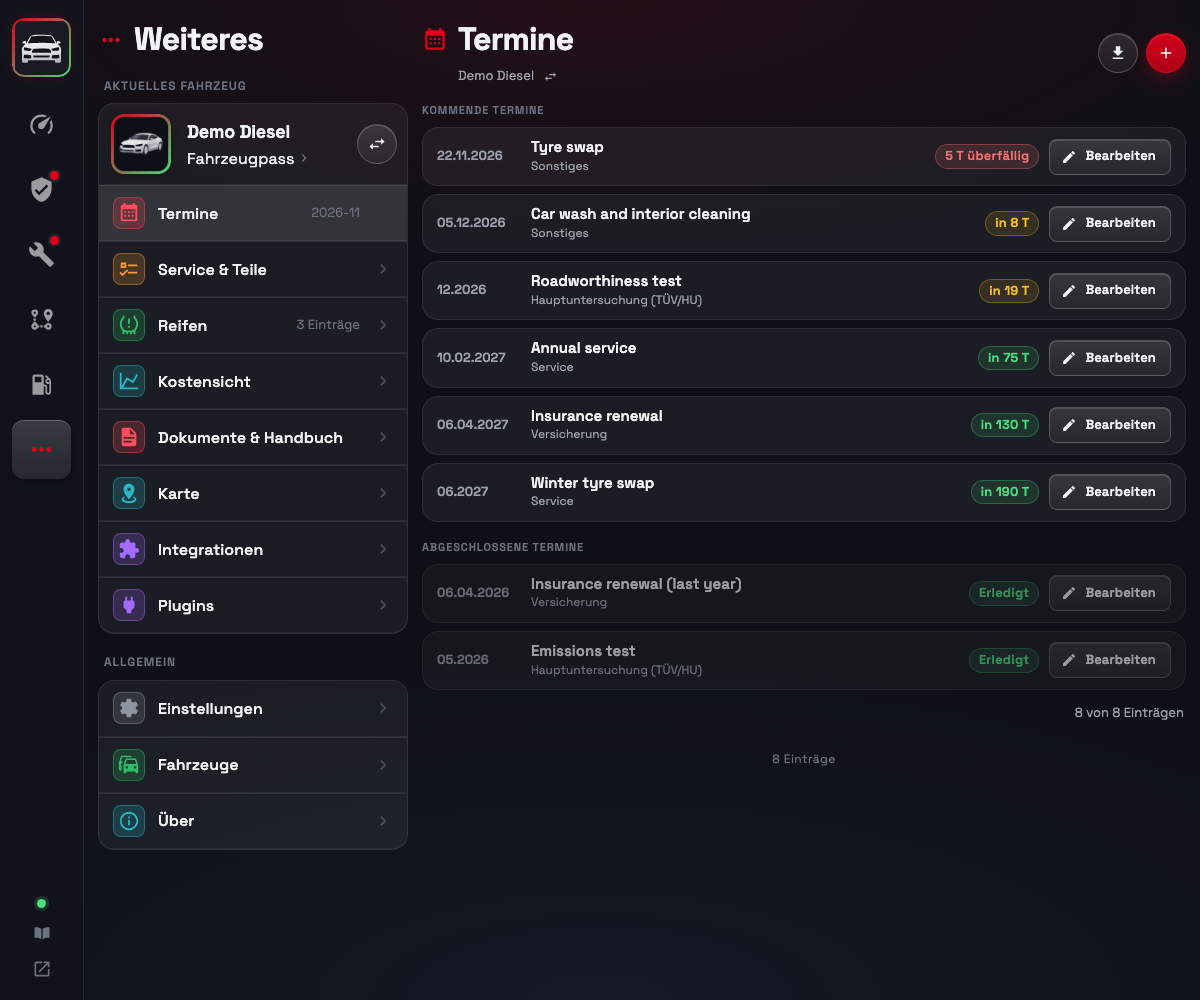 Weiteres
AKTUELLES FAHRZEUG
Demo Diesel
Fahrzeugpass
Termine 2026-11
Service & Teile
Reifen 3 Einträge
Kostensicht
Dokumente & Handbuch
Karte
Integrationen
Plugins
ALLGEMEIN
Einstellungen
Fahrzeuge
Über
Termine
Demo Diesel
KOMMENDE TERMINE
22.11.2026 Tyre swap 5 T überfällig Bearbeiten
Sonstiges
05.12.2026 Car wash and interior cleaning in 8 T Bearbeiten
Sonstiges
12.2026 Roadworthiness test in 19 T Bearbeiten
Hauptuntersuchung (TÜV/HU)
10.02.2027 Annual service in 75 T Bearbeiten
Service
06.04.2027 Insurance renewal in 130 T Bearbeiten
Versicherung
06.2027 Winter tyre swap in 190 T Bearbeiten
Service
ABGESCHLOSSENE TERMINE
06.04.2026 Insurance renewal (last year) Erledigt Bearbeiten
Versicherung
05.2026 Emissions test Erledigt Bearbeiten
Hauptuntersuchung (TÜV/HU)
8 von 8 Einträgen
8 Einträge